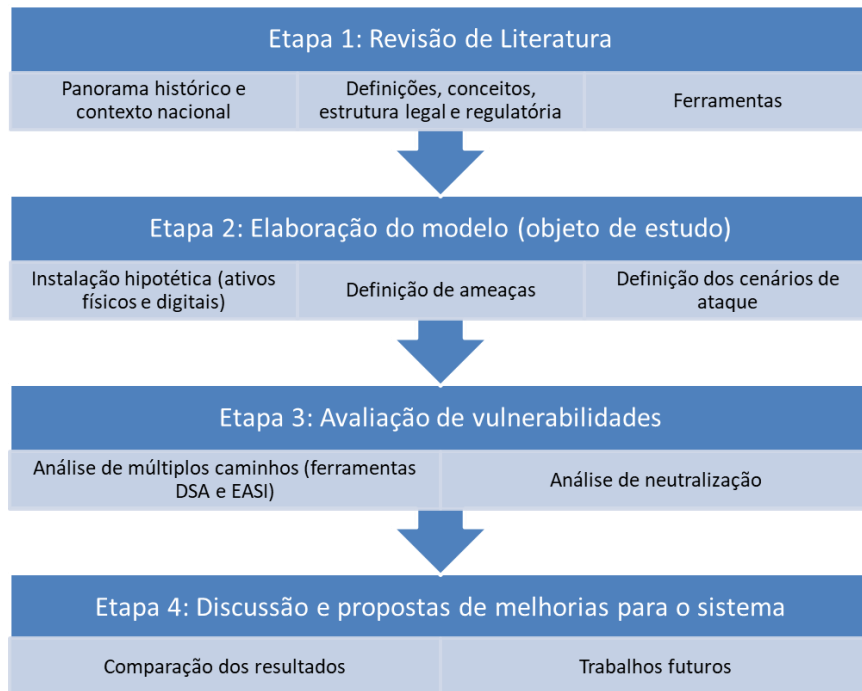 Etapa 1: Revisão de Literatura
Panorama histórico e
contexto nacional
Definições, conceitos,
estrutura legal e regulatória
Ferramentas
Etapa 2: Elaboração do modelo (objeto de estudo)
Instalação hipotética (ativos
físicos e digitais)
Definição de ameaças
Definição dos cenários de
ataque
Etapa 3: Avaliação de vulnerabilidades
Análise de múltiplos caminhos (ferramentas
DSA e EASI)
Análise de neutralização
Etapa 4: Discussão e propostas de melhorias para o sistema
Comparação dos resultados
Trabalhos futuros